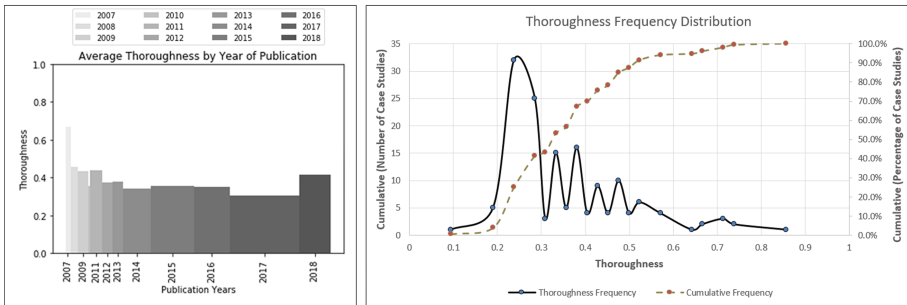 2007 2010 2013 2016
2008 2011 2014 2017
2009 2012 2015 2018
Average Thoroughness by Year of Publication
1.0
0.8
0.6
0.4
0.2
0.0
Thoroughness
2007 2009 2011 2012 2013 2014 2015 2016 2017 2018
Publication Years
Thoroughness Frequency Distribution
35
30
25
20
15
10
5
0
Cumulative (Number of Case Studies)
100.0%
90.0%
80.0%
70.0%
60.0%
50.0%
40.0%
30.0%
20.0%
10.0%
0.0%
Cumulative (Percentage of Case Studies)
0 0.1 0.2 0.3 0.4 0.5 0.6 0.7 0.8 0.9 1
Thoroughness
Thoroughness Frequency Cumulative Frequency